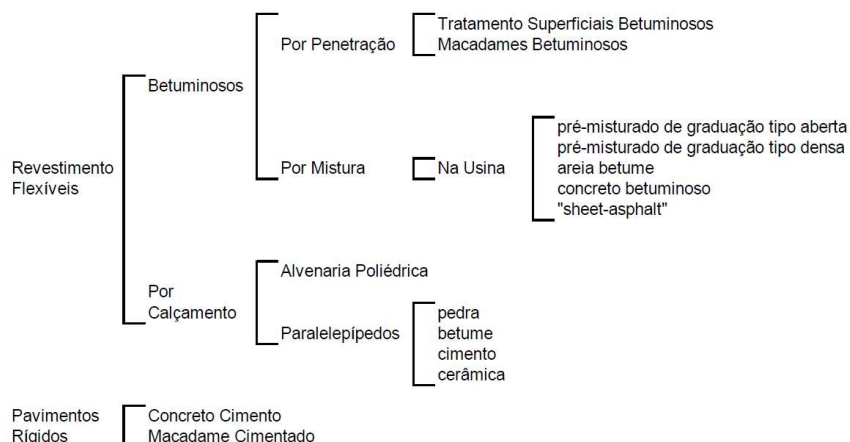 Tratamento Superficiais Betuminosos
Por Penetração
Macadames Betuminosos
Betuminosos
pré-misturado de graduação tipo aberta
pré-misturado de graduação tipo densa
Revestimento
Flexíveis
Por Mistura
Na Usina
areia betume
concreto betuminoso
"sheet-asphalt"
Alvenaria Poliédrica
Por
Calçamento
Paralelepípedos
pedra
betume
cimento
cerâmica
Pavimentos
Rígidos
Concreto Cimento
Macadame Cimentado